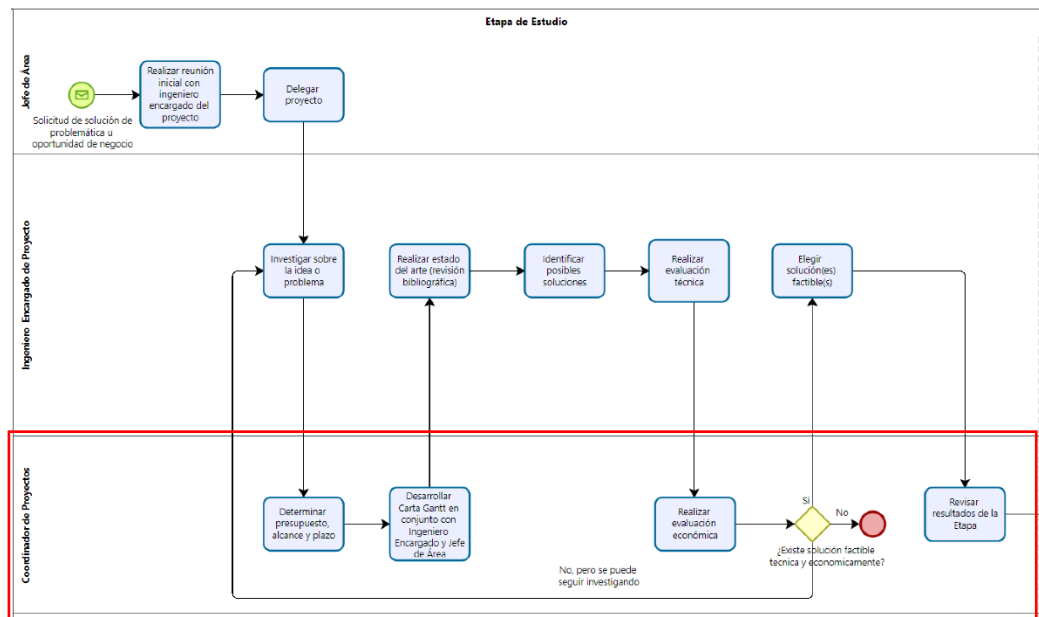 Etapa de Estudio
Jefe de Área
Solicitud de solución de
problemática u
oportunidad de negocio
Realizar reunión
inicial con
ingeniero
encargado del
proyecto
Delegar
proyecto
Ingeniero Encargado de Proyecto
Investigar sobre
la idea o
problema
Realizar estado
del arte (revisión
bibliográfica)
Identificar
posibles
soluciones
Realizar
evaluación
técnica
Elegir
solución(es)
factible(s)
Coordinador de Proyectos
Determinar
presupuesto,
alcance y plazo
Desarrollar
Carta Gantt en
conjunto con
Ingeniero
Encargado y Jefe
de Área
Realizar
evaluación
económica
Si
No
¿Existe solución factible
tecnica y economicamente?
No, pero se puede
seguir investigando
Revisar
resultados de la
Etapa